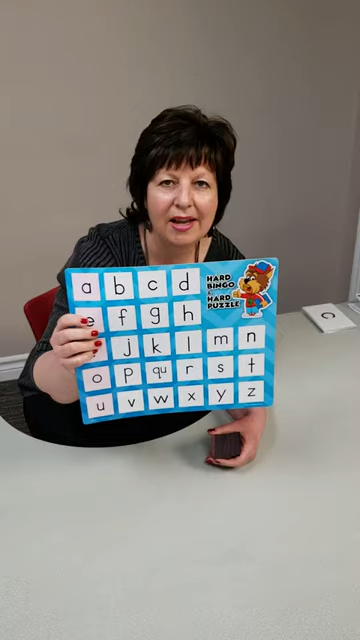 a b c d
HARD
BINGO
&
HARD
PUZZLE
e f g h
j k l m n
o p qu r s t
u v w x y z
c